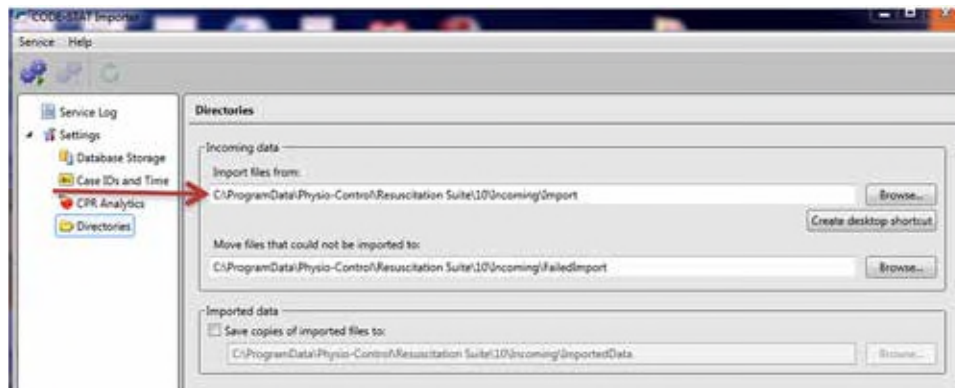 CODE-STAT Importer
Service Help
Service Log
Settings
Database Storage
Case IDs and Time
CPR Analytics
Directories
Directories
Incoming data
Import files from:
C:\ProgramData\Physio-Control\Resuscitation Suite\10\Incoming\Import
Browse...
Create desktop shortcut
Move files that could not be imported to:
C:\ProgramData\Physio-Control\Resuscitation Suite\10\Incoming\FailedImport
Browse...
Imported data
Save copies of imported files to:
C:\ProgramData\Physio-Control\Resuscitation Suite\10\Incoming\ImportedData
Browse...